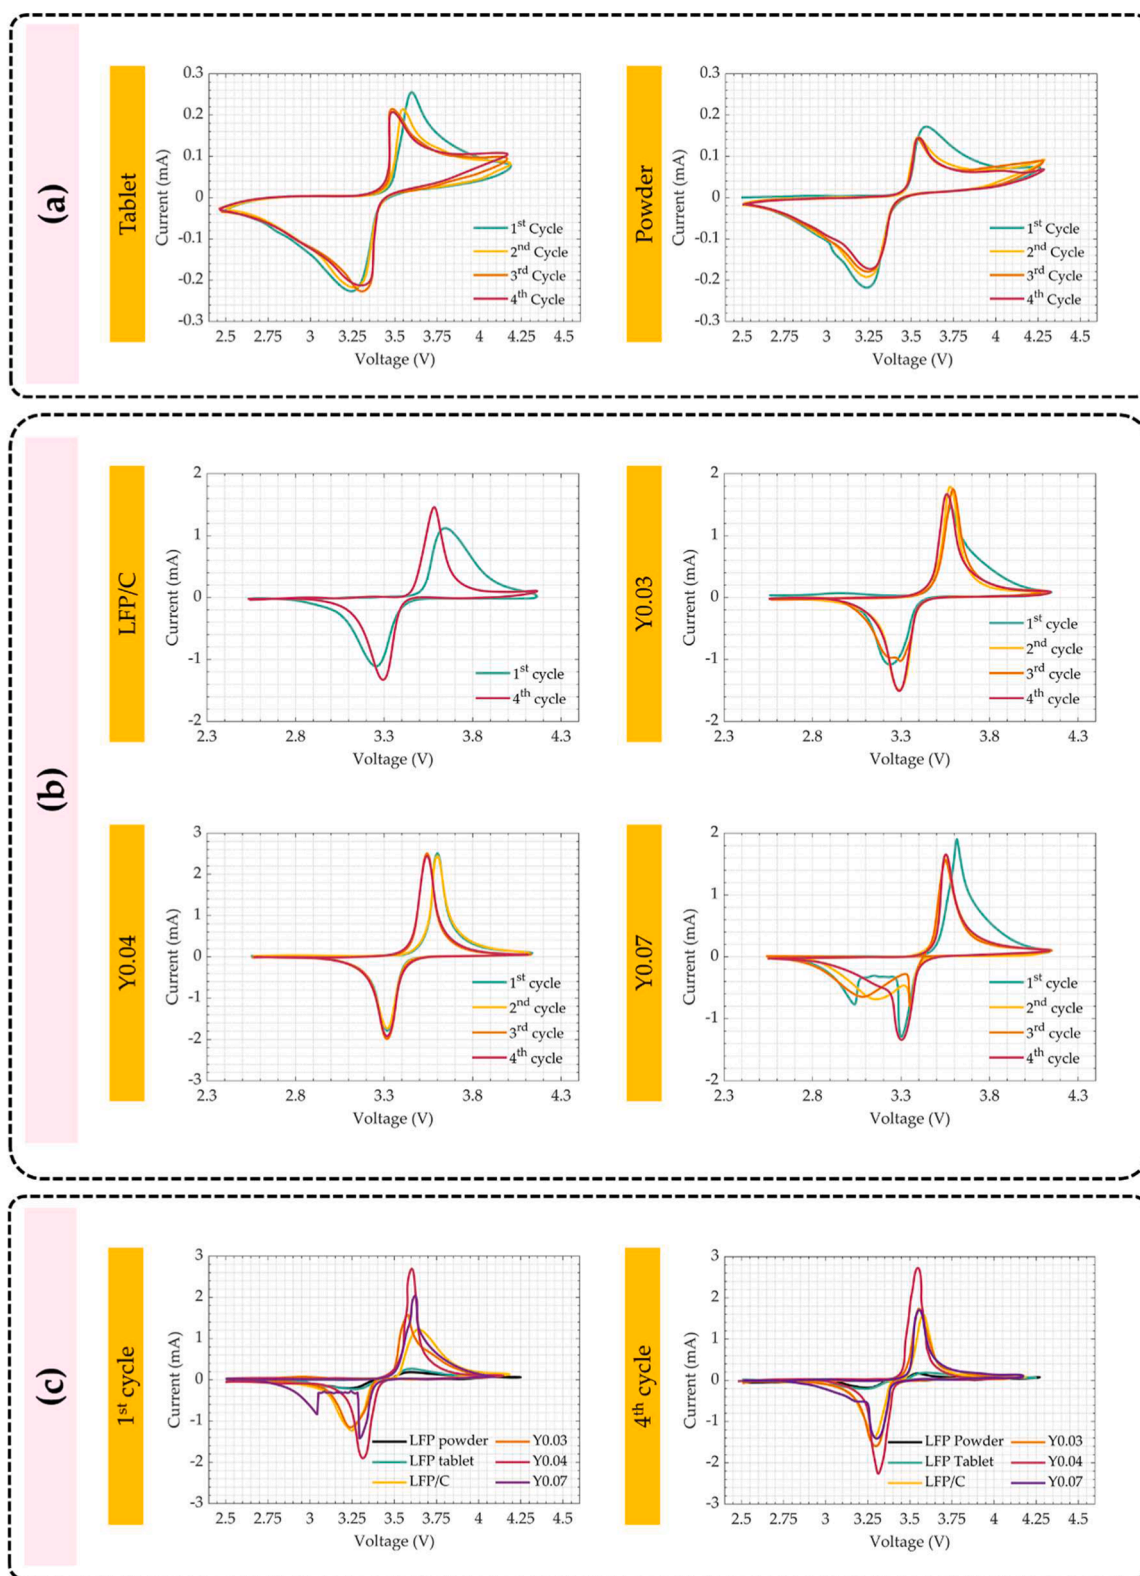 (a)
Tablet
Current (mA)
0.3
0.2
0.1
0
-0.1
-0.2
-0.3
2.5 2.75 3 3.25 3.5 3.75 4 4.25 4.5
Voltage (V)
1st Cycle
2nd Cycle
3rd Cycle
4th Cycle
Powder
Current (mA)
0.3
0.2
0.1
0
-0.1
-0.2
-0.3
2.5 2.75 3 3.25 3.5 3.75 4 4.25 4.5
Voltage (V)
1st Cycle
2nd Cycle
3rd Cycle
4th Cycle
(b)
LFP/C
Current (mA)
2
1
0
-1
-2
2.3 2.8 3.3 3.8 4.3
Voltage (V)
1st cycle
4th cycle
Y0.03
Current (mA)
2
1
0
-1
-2
2.3 2.8 3.3 3.8 4.3
Voltage (V)
1st cycle
2nd cycle
3rd cycle
4th cycle
Y0.04
Current (mA)
3
2
1
0
-1
-2
-3
2.3 2.8 3.3 3.8 4.3
Voltage (V)
1st cycle
2nd cycle
3rd cycle
4th cycle
Y0.07
Current (mA)
2
1
0
-1
-2
2.3 2.8 3.3 3.8 4.3
Voltage (V)
1st cycle
2nd cycle
3rd cycle
4th cycle
(c)
1st cycle
Current (mA)
3
2
1
0
-1
-2
-3
2.5 2.75 3 3.25 3.5 3.75 4 4.25 4.5
Voltage (V)
LFP powder Y0.03
LFP tablet Y0.04
LFP/C Y0.07
4th cycle
Current (mA)
3
2
1
0
-1
-2
-3
2.5 2.75 3 3.25 3.5 3.75 4 4.25 4.5
Voltage (V)
LFP Powder Y0.03
LFP Tablet Y0.04
LFP/C Y0.07